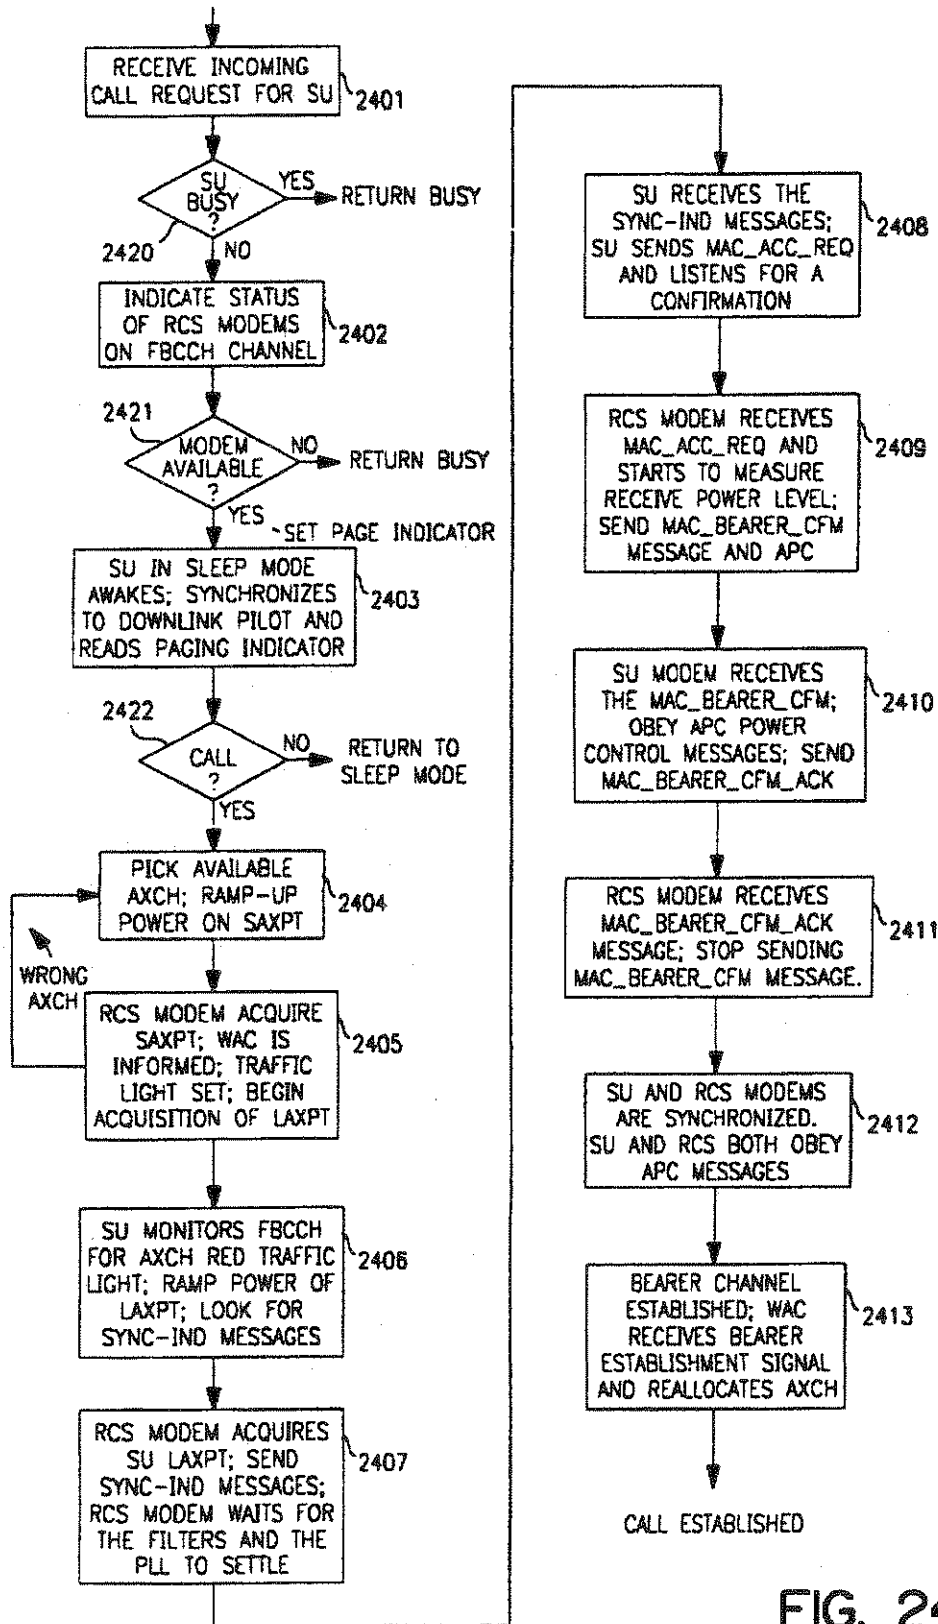 RECEIVE INCOMING
CALL REQUEST FOR SU
2401
SU
BUSY
?
YES
RETURN BUSY
2420
NO
INDICATE STATUS
OF RCS MODEMS
ON FBCCH CHANNEL
2402
2421
MODEM
AVAILABLE
?
NO
RETURN BUSY
YES
SET PAGE INDICATOR
SU IN SLEEP MODE
AWAKES; SYNCHRONIZES
TO DOWNLINK PILOT AND
READS PAGING INDICATOR
2403
2422
CALL
?
NO
RETURN TO
SLEEP MODE
YES
PICK AVAILABLE
AXCH; RAMP-UP
POWER ON SAXPT
2404
WRONG
AXCH
RCS MODEM ACQUIRE
SAXPT; WAC IS
INFORMED; TRAFFIC
LIGHT SET; BEGIN
ACQUISITION OF LAXPT
2405
SU MONITORS FBCCH
FOR AXCH RED TRAFFIC
LIGHT; RAMP POWER OF
LAXPT; LOOK FOR
SYNC-IND MESSAGES
2406
RCS MODEM ACQUIRES
SU LAXPT; SEND
SYNC-IND MESSAGES;
RCS MODEM WAITS FOR
THE FILTERS AND THE
PLL TO SETTLE
2407
SU RECEIVES THE
SYNC-IND MESSAGES;
SU SENDS MAC_ACC_REQ
AND LISTENS FOR A
CONFIRMATION
2408
RCS MODEM RECEIVES
MAC_ACC_REQ AND
STARTS TO MEASURE
RECEIVE POWER LEVEL;
SEND MAC_BEARER_CFM
MESSAGE AND APC
2409
SU MODEM RECEIVES
THE MAC_BEARER_CFM;
OBEY APC POWER
CONTROL MESSAGES; SEND
MAC_BEARER_CFM_ACK
2410
RCS MODEM RECEIVES
MAC_BEARER_CFM_ACK
MESSAGE; STOP SENDING
MAC_BEARER_CFM MESSAGE.
2411
SU AND RCS MODEMS
ARE SYNCHRONIZED.
SU AND RCS BOTH OBEY
APC MESSAGES
2412
BEARER CHANNEL
ESTABLISHED; WAC
RECEIVES BEARER
ESTABLISHMENT SIGNAL
AND REALLOCATES AXCH
2413
CALL ESTABLISHED
FIG.